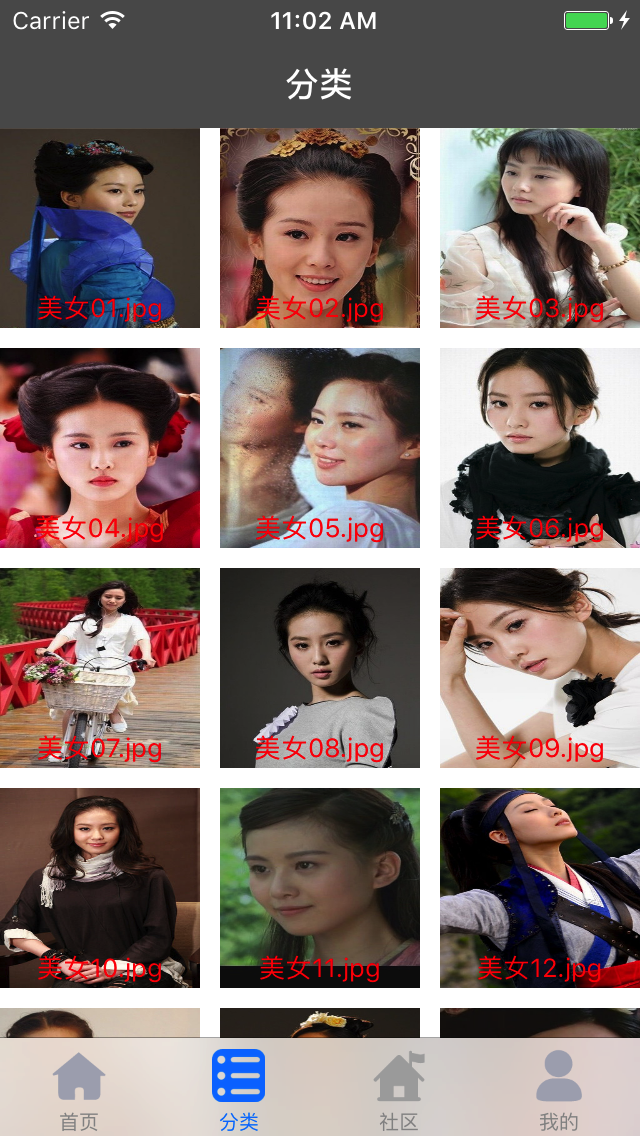 Carrier 11:02 AM
分类
美女01.jpg 美女02.jpg 美女03.jpg
美女04.jpg 美女05.jpg 美女06.jpg
美女07.jpg 美女08.jpg 美女09.jpg
美女10.jpg 美女11.jpg 美女12.jpg
首页 分类 社区 我的